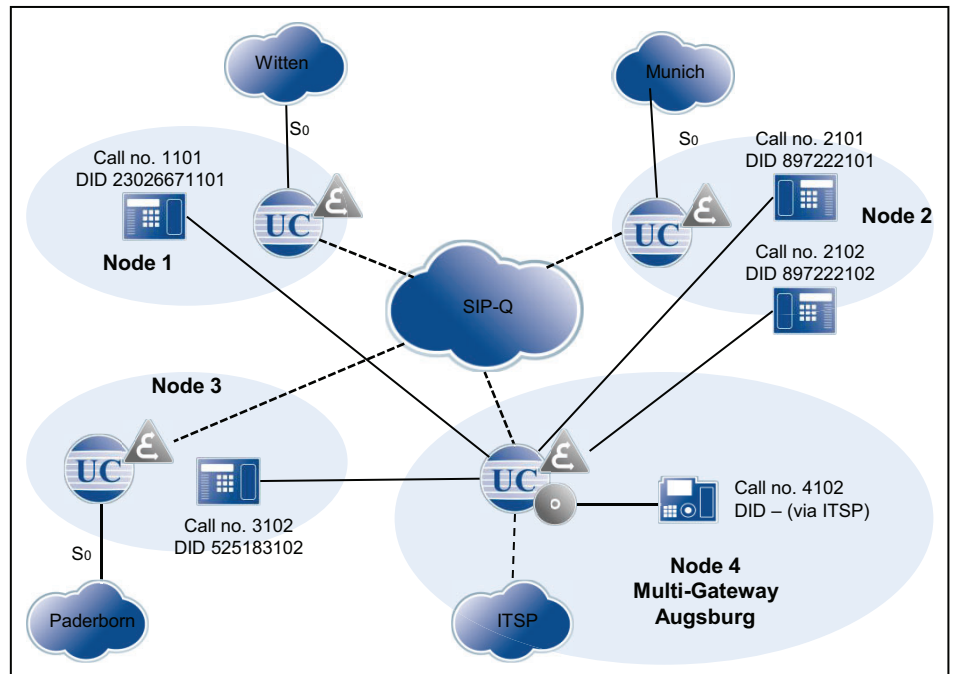 Witten
Munich
S0
S0
Call no. 1101
DID 23026671101
UC
Node 1
Call no. 2101
DID 897222101
UC
Node 2
Call no. 2102
DID 897222102
SIP-Q
Node 3
UC
Call no. 3102
DID 525183102
S0
Paderborn
UC
Call no. 4102
DID – (via ITSP)
Node 4
Multi-Gateway
Augsburg
ITSP